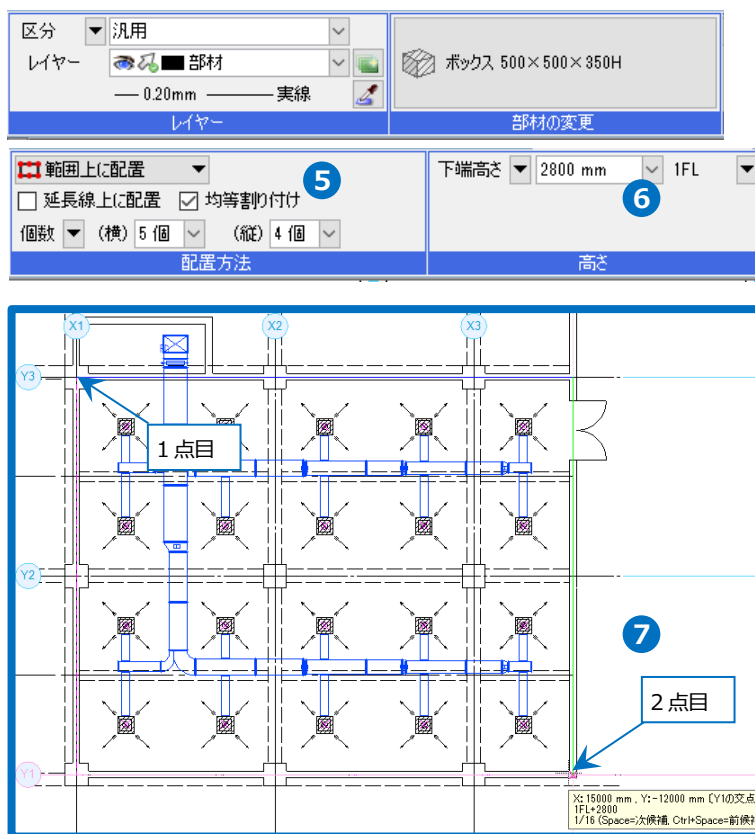 区分 ▼ 汎用
レイヤー 部材
0.20mm 実線
レイヤー
ボックス 500×500×350H
部材の変更
範囲上に配置 ▼
延長線上に配置 均等割り付け
個数 ▼ (横) 5 個 (縦) 4 個
配置方法
5
下端高さ ▼ 2800 mm 1FL ▼
6
高さ
X1 X2 X3
Y3
1点目
Y2
7
2点目
Y1
X: 15000 mm , Y:-12000 mm [Y1の交点
1FL+2800
1/16 (Space=次候補, Ctrl+Space=前候補